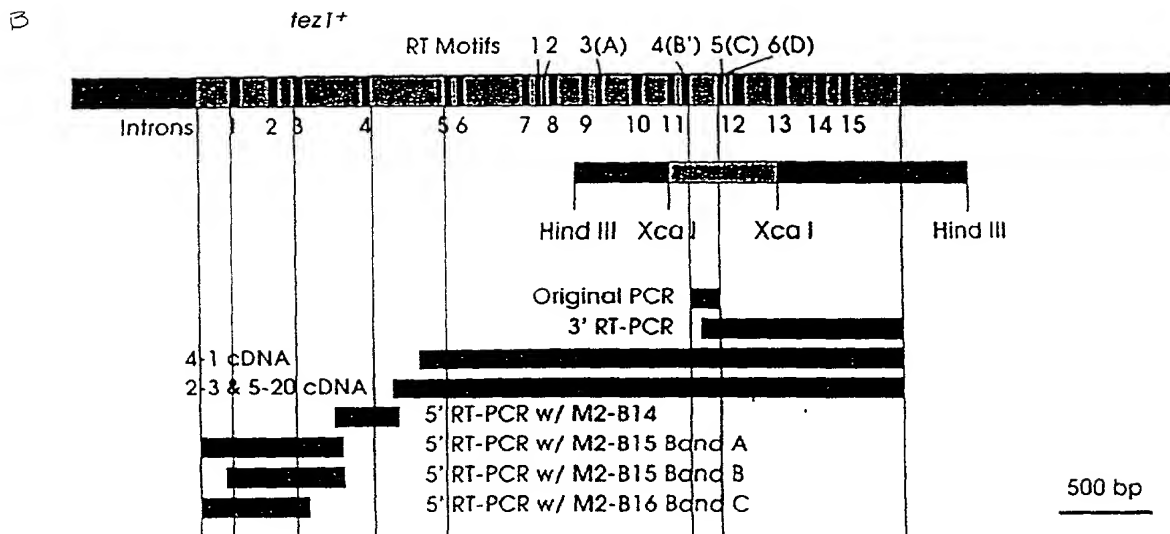 B
tez1+
RT Motifs 1 2 3(A) 4(B') 5(C) 6(D)
Introns 1 2 3 4 5 6 7 8 9 10 11 12 13 14 15
Hind III Xca I Xca I Hind III
Original PCR
3' RT-PCR
4-1 cDNA
2-3 & 5-20 cDNA
5' RT-PCR w/ M2-B14
5' RT-PCR w/ M2-B15 Band A
5' RT-PCR w/ M2-B15 Band B
5' RT-PCR w/ M2-B16 Band C
500 bp